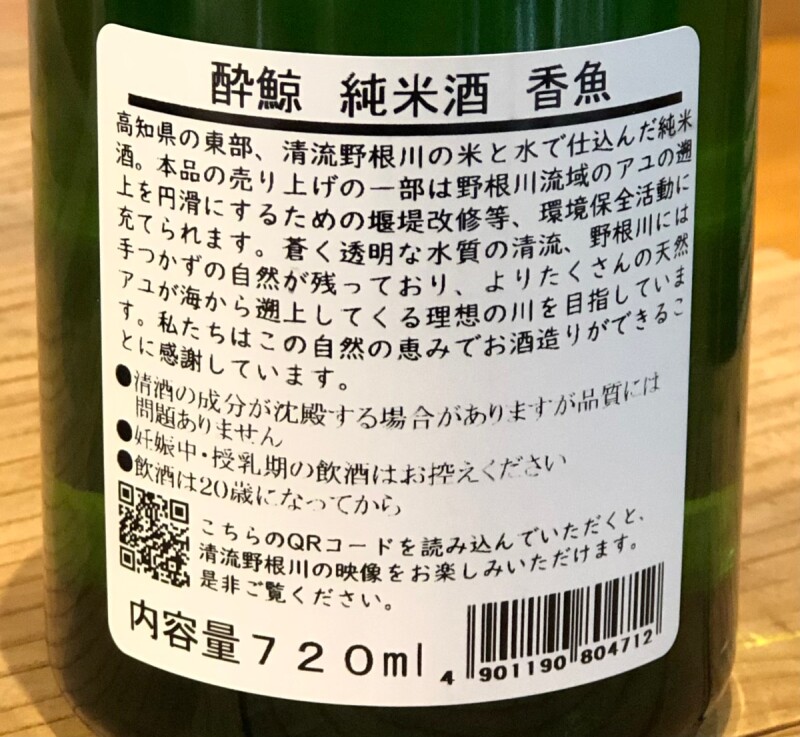 酔鯨 純米酒 香魚
高知県の東部、清流野根川の米と水で仕込んだ純米
酒。本品の売り上げの一部は野根川流域のアユの遡
上を円滑にするための堰堤改修等、環境保全活動に
充てられます。蒼く透明な水質の清流、野根川には
手つかずの自然が残っており、よりたくさんの天然
アユが海から遡上してくる理想の川を目指していま
す。私たちはこの自然の恵みでお酒造りができるこ
とに感謝しています。
●清酒の成分が沈殿する場合がありますが品質には
問題ありません
●妊娠中・授乳期の飲酒はお控えください
●飲酒は20歳になってから
こちらのQRコードを読み込んでいただくと、
清流野根川の映像をお楽しみいただけます。
是非ご覧ください。
内容量720ml
4 901190 804712